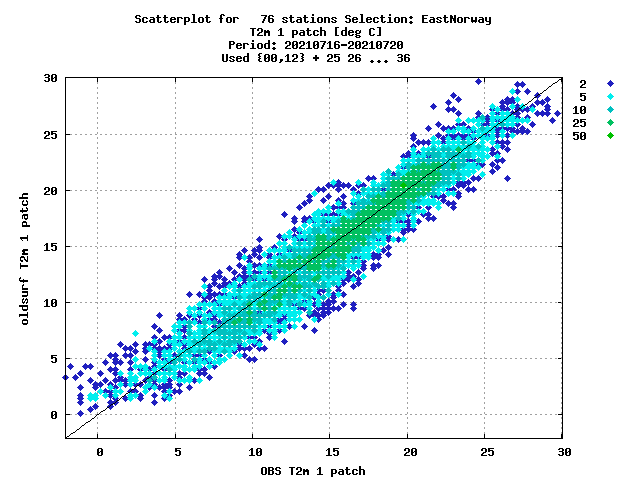 Scatterplot for   76 stations Selection: EastNorway
T2m 1 patch [deg C]
Period: 20210716-20210720
Used {00,12} + 25 26 ... 36
30
25
20
15
10
5
0
oldsurf T2m 1 patch
0 5 10 15 20 25 30
OBS T2m 1 patch
2
5
10
25
50